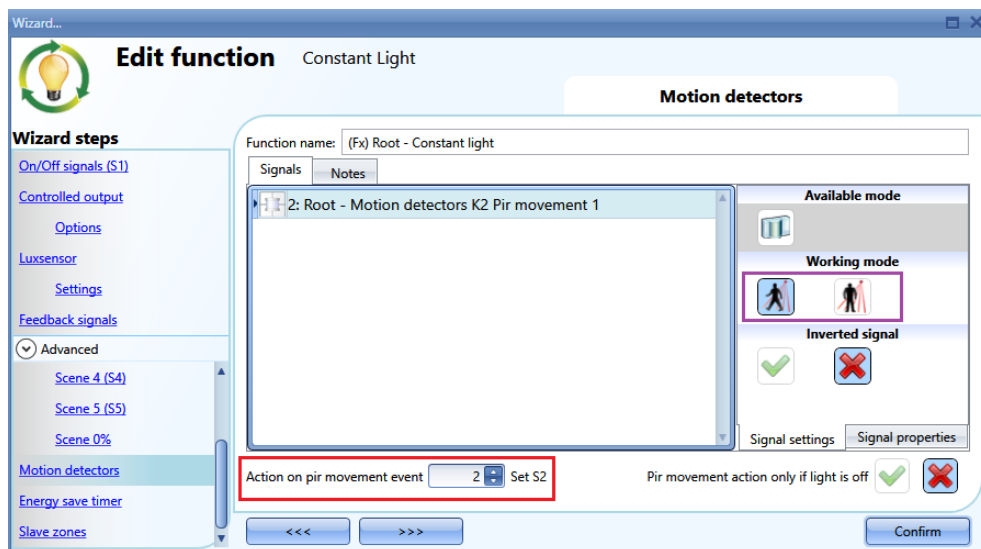 Wizard...
Edit function Constant Light
Motion detectors
Wizard steps
On/Off signals (S1)
Controlled output
Options
Luxsensor
Settings
Feedback signals
Advanced
Scene 4 (S4)
Scene 5 (S5)
Scene 0%
Motion detectors
Energy save timer
Slave zones
Function name: (Fx) Root - Constant light
Signals Notes
2: Root - Motion detectors K2 Pir movement 1
Available mode
Working mode
Inverted signal
Signal settings Signal properties
Action on pir movement event 2 Set S2 Pir movement action only if light is off
<<< >>> Confirm